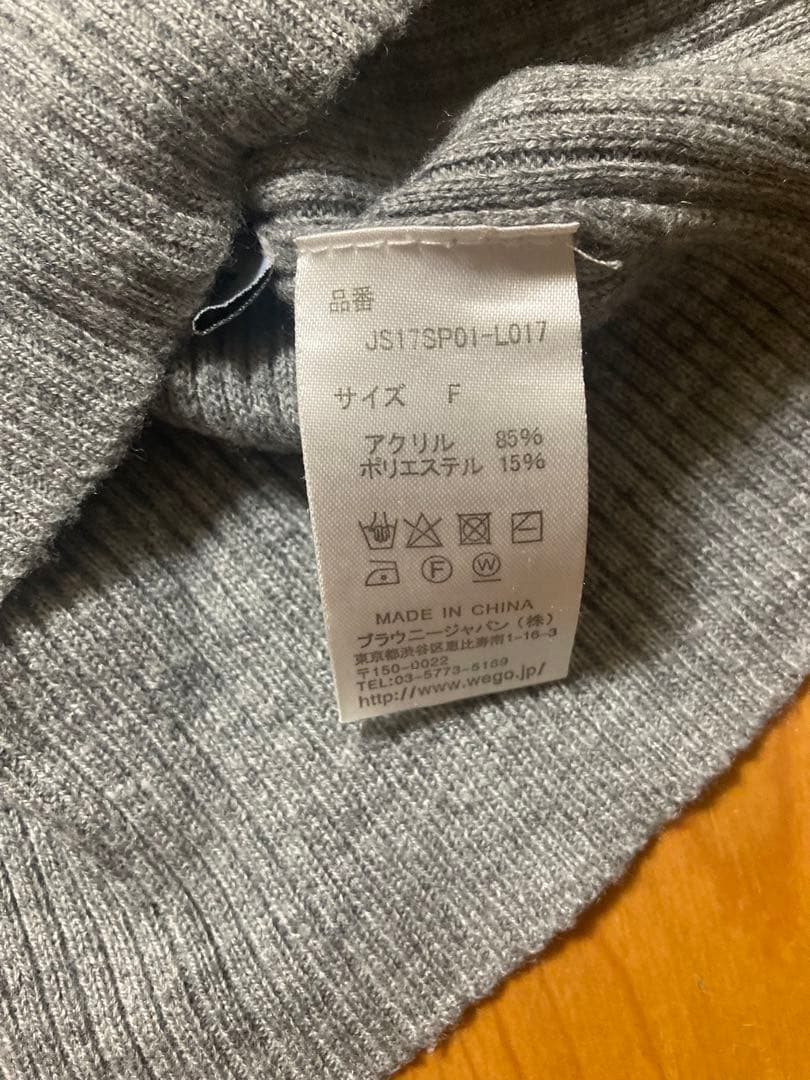 品番
JS17SP01-L017
サイズ F
アクリル 85%
ポリエステル 15%
F W
MADE IN CHINA
ブラウニージャパン(株)
東京都渋谷区恵比寿南1-16-3
〒150-0022
TEL:03-5773-5169
http://www.wego.jp/